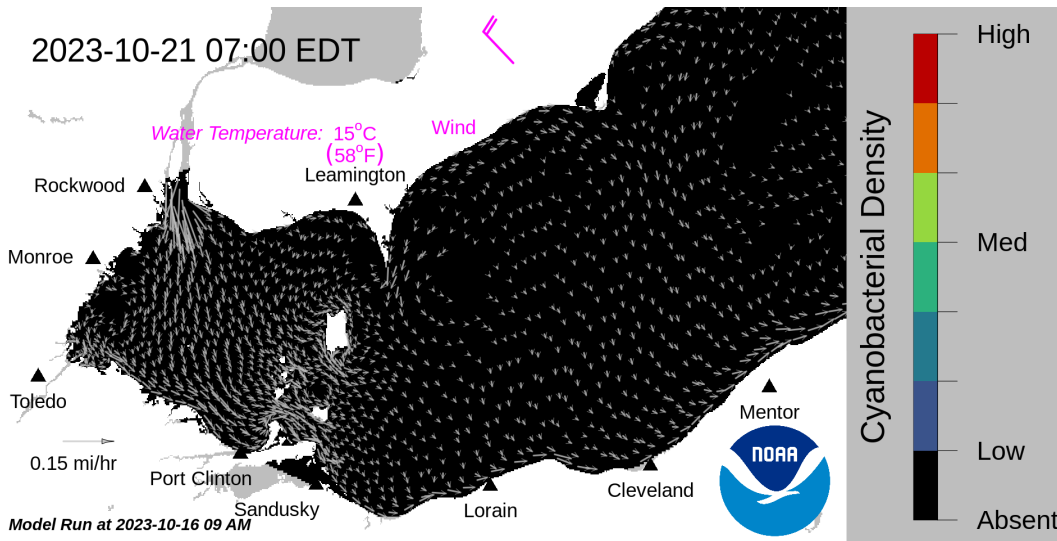 2023-10-21 07:00 EDT
High
Water Temperature: 15°C
(58°F)
Wind
Leamington
Rockwood
Monroe
Med
Cyanobacterial Density
Toledo
Mentor
0.15 mi/hr
NOAA
Low
Port Clinton
Cleveland
Sandusky
Lorain
Model Run at 2023-10-16 09 AM
Absent